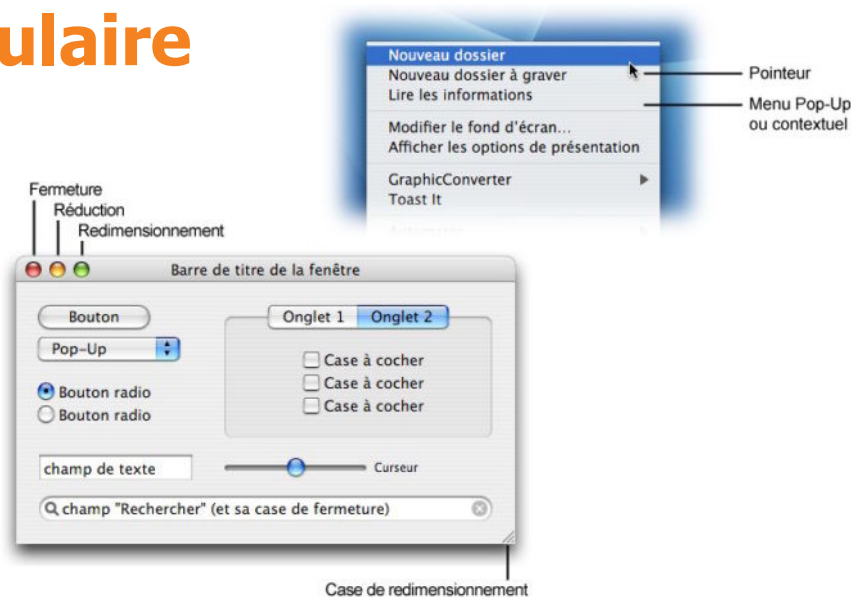 ulaire
Nouveau dossier
Nouveau dossier à graver
Lire les informations
Modifier le fond d'écran...
Afficher les options de présentation
GraphicConverter
Toast It
Pointeur
Menu Pop-Up
ou contextuel
Fermeture
Réduction
Redimensionnement
Barre de titre de la fenêtre
Bouton
Pop-Up
Bouton radio
Bouton radio
Onglet 1 Onglet 2
Case à cocher
Case à cocher
Case à cocher
champ de texte
Curseur
champ "Rechercher" (et sa case de fermeture)
Case de redimensionnement